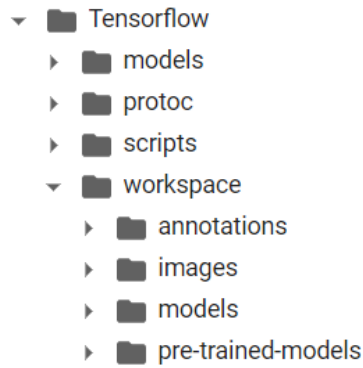 Tensorflow
models
protoc
scripts
workspace
annotations
images
models
pre-trained-models